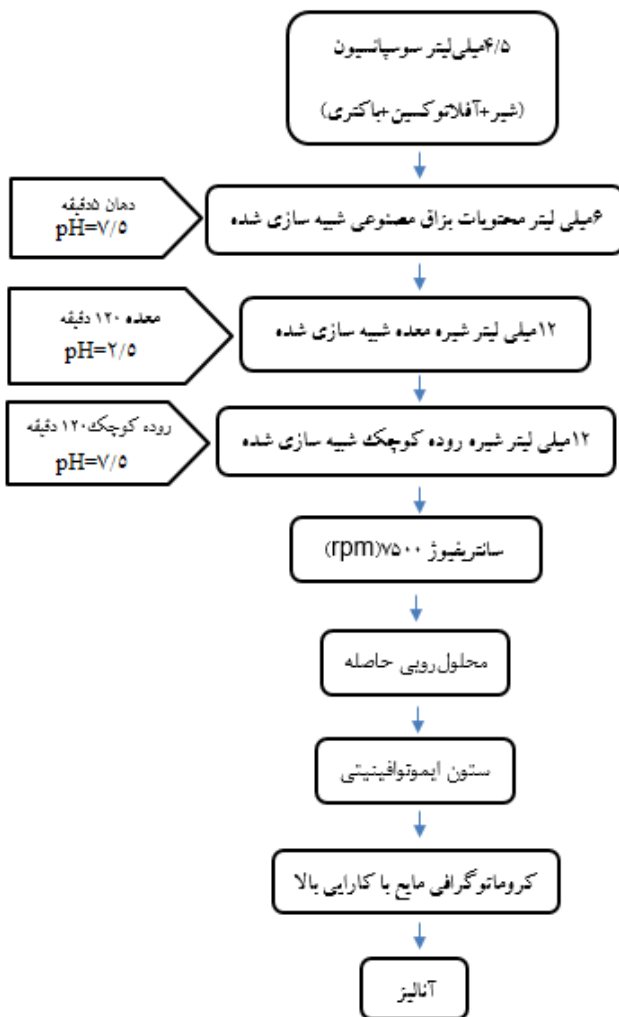 ۴/۵میلی‌لیتر سوسپانسیون
(شیر+آفلاتوکسین+باکتری)
دهان ۵دقیقه
pH=۷/۵
۶میلی لیتر محتویات بزاق مصنوعی شبیه سازی شده
معده ۱۲۰ دقیقه
pH=۲/۵
۱۲میلی لیتر شیره معده شبیه سازی شده
روده کوچک۱۲۰ دقیقه
pH=۷/۵
۱۲میلی لیتر شیره روده کوچک شبیه سازی شده
سانتریفیوژ ۷۵۰۰(rpm)
محلول‌رویی حاصله
ستون ایموتوافینیتی
کروماتوگرافی مایع با کارایی بالا
آنالیز